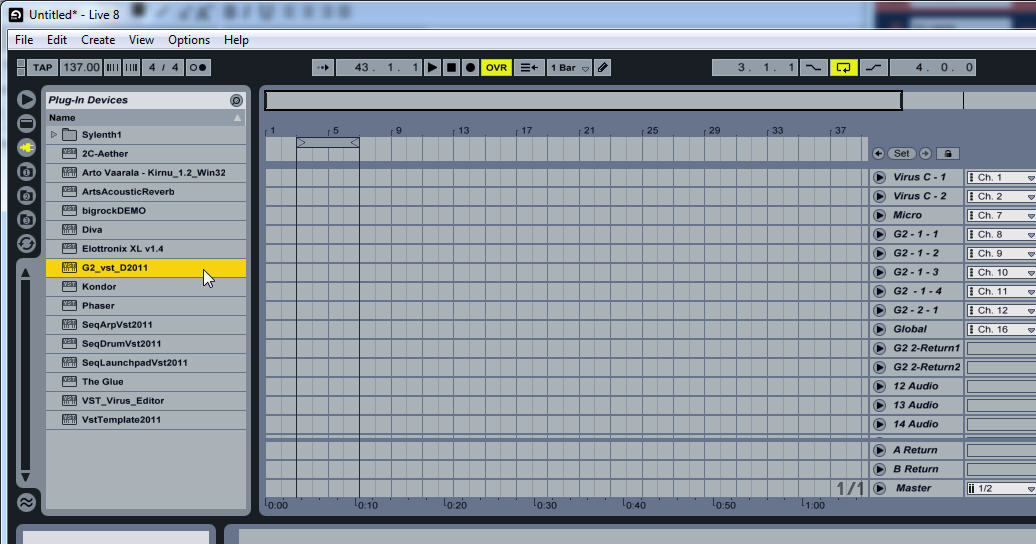 Untitled* - Live 8
File Edit Create View Options Help
TAP 137.00 4 / 4 43. 1. 1 OVR 1 Bar 3. 1. 1 4. 0. 0
Plug-In Devices
Name
Sylenth1
2C-Aether
Arto Vaarala - Kirnu_1.2_Win32
ArtsAcousticReverb
bigrockDEMO
Diva
Elottronix XL v1.4
G2_vst_D2011
Kondor
Phaser
SeqArpVst2011
SeqDrumVst2011
SeqLaunchpadVst2011
The Glue
VST_Virus_Editor
VstTemplate2011
1 5 9 13 17 21 25 29 33 37
Set
Virus C - 1 Ch. 1
Virus C - 2 Ch. 2
Micro Ch. 7
G2 - 1 - 1 Ch. 8
G2 - 1 - 2 Ch. 9
G2 - 1 - 3 Ch. 10
G2 - 1 - 4 Ch. 11
G2 - 2 - 1 Ch. 12
Global Ch. 16
G2 2-Return1
G2 2-Return2
12 Audio
13 Audio
14 Audio
A Return
B Return
1/1 Master 1/2
0:00 0:10 0:20 0:30 0:40 0:50 1:00